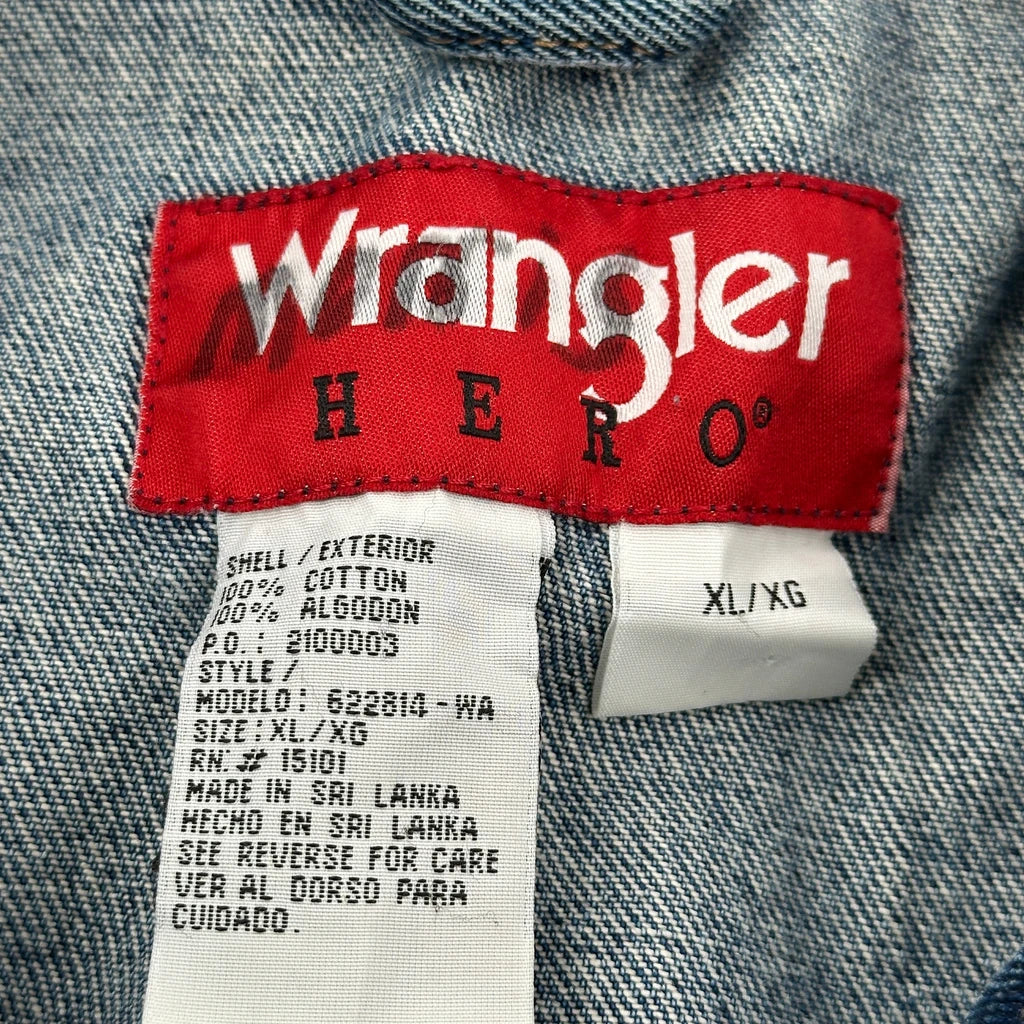 Wrangler
HERO®
SHELL / EXTERIOR
100% COTTON
100% ALGODON
P.O.: 2100003
STYLE /
MODELO: 622814-WA
SIZE: XL/XG
RN.# 15101
MADE IN SRI LANKA
HECHO EN SRI LANKA
SEE REVERSE FOR CARE
VER AL DORSO PARA
CUIDADO.
XL/XG